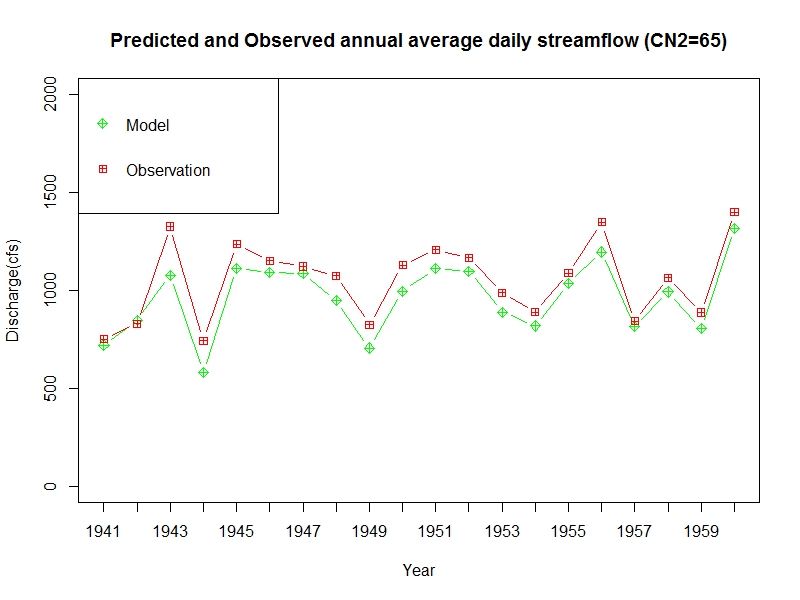 Predicted and Observed annual average daily streamflow (CN2=65)
2000
1500
1000
500
0
Discharge(cfs)
Model
Observation
1941 1943 1945 1947 1949 1951 1953 1955 1957 1959
Year